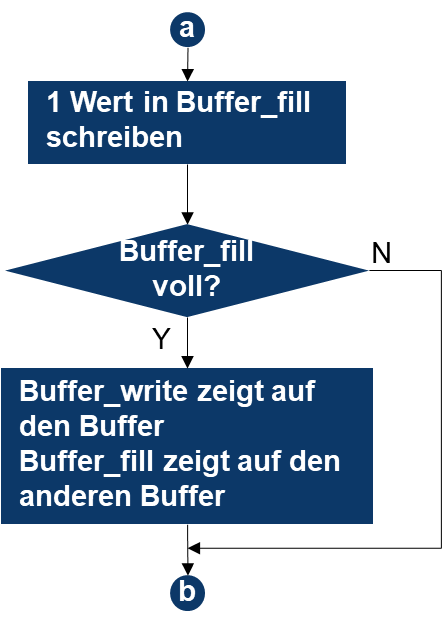 a
1 Wert in Buffer_fill
schreiben
Buffer_fill
voll?
N
Y
Buffer_write zeigt auf
den Buffer
Buffer_fill zeigt auf den
anderen Buffer
b